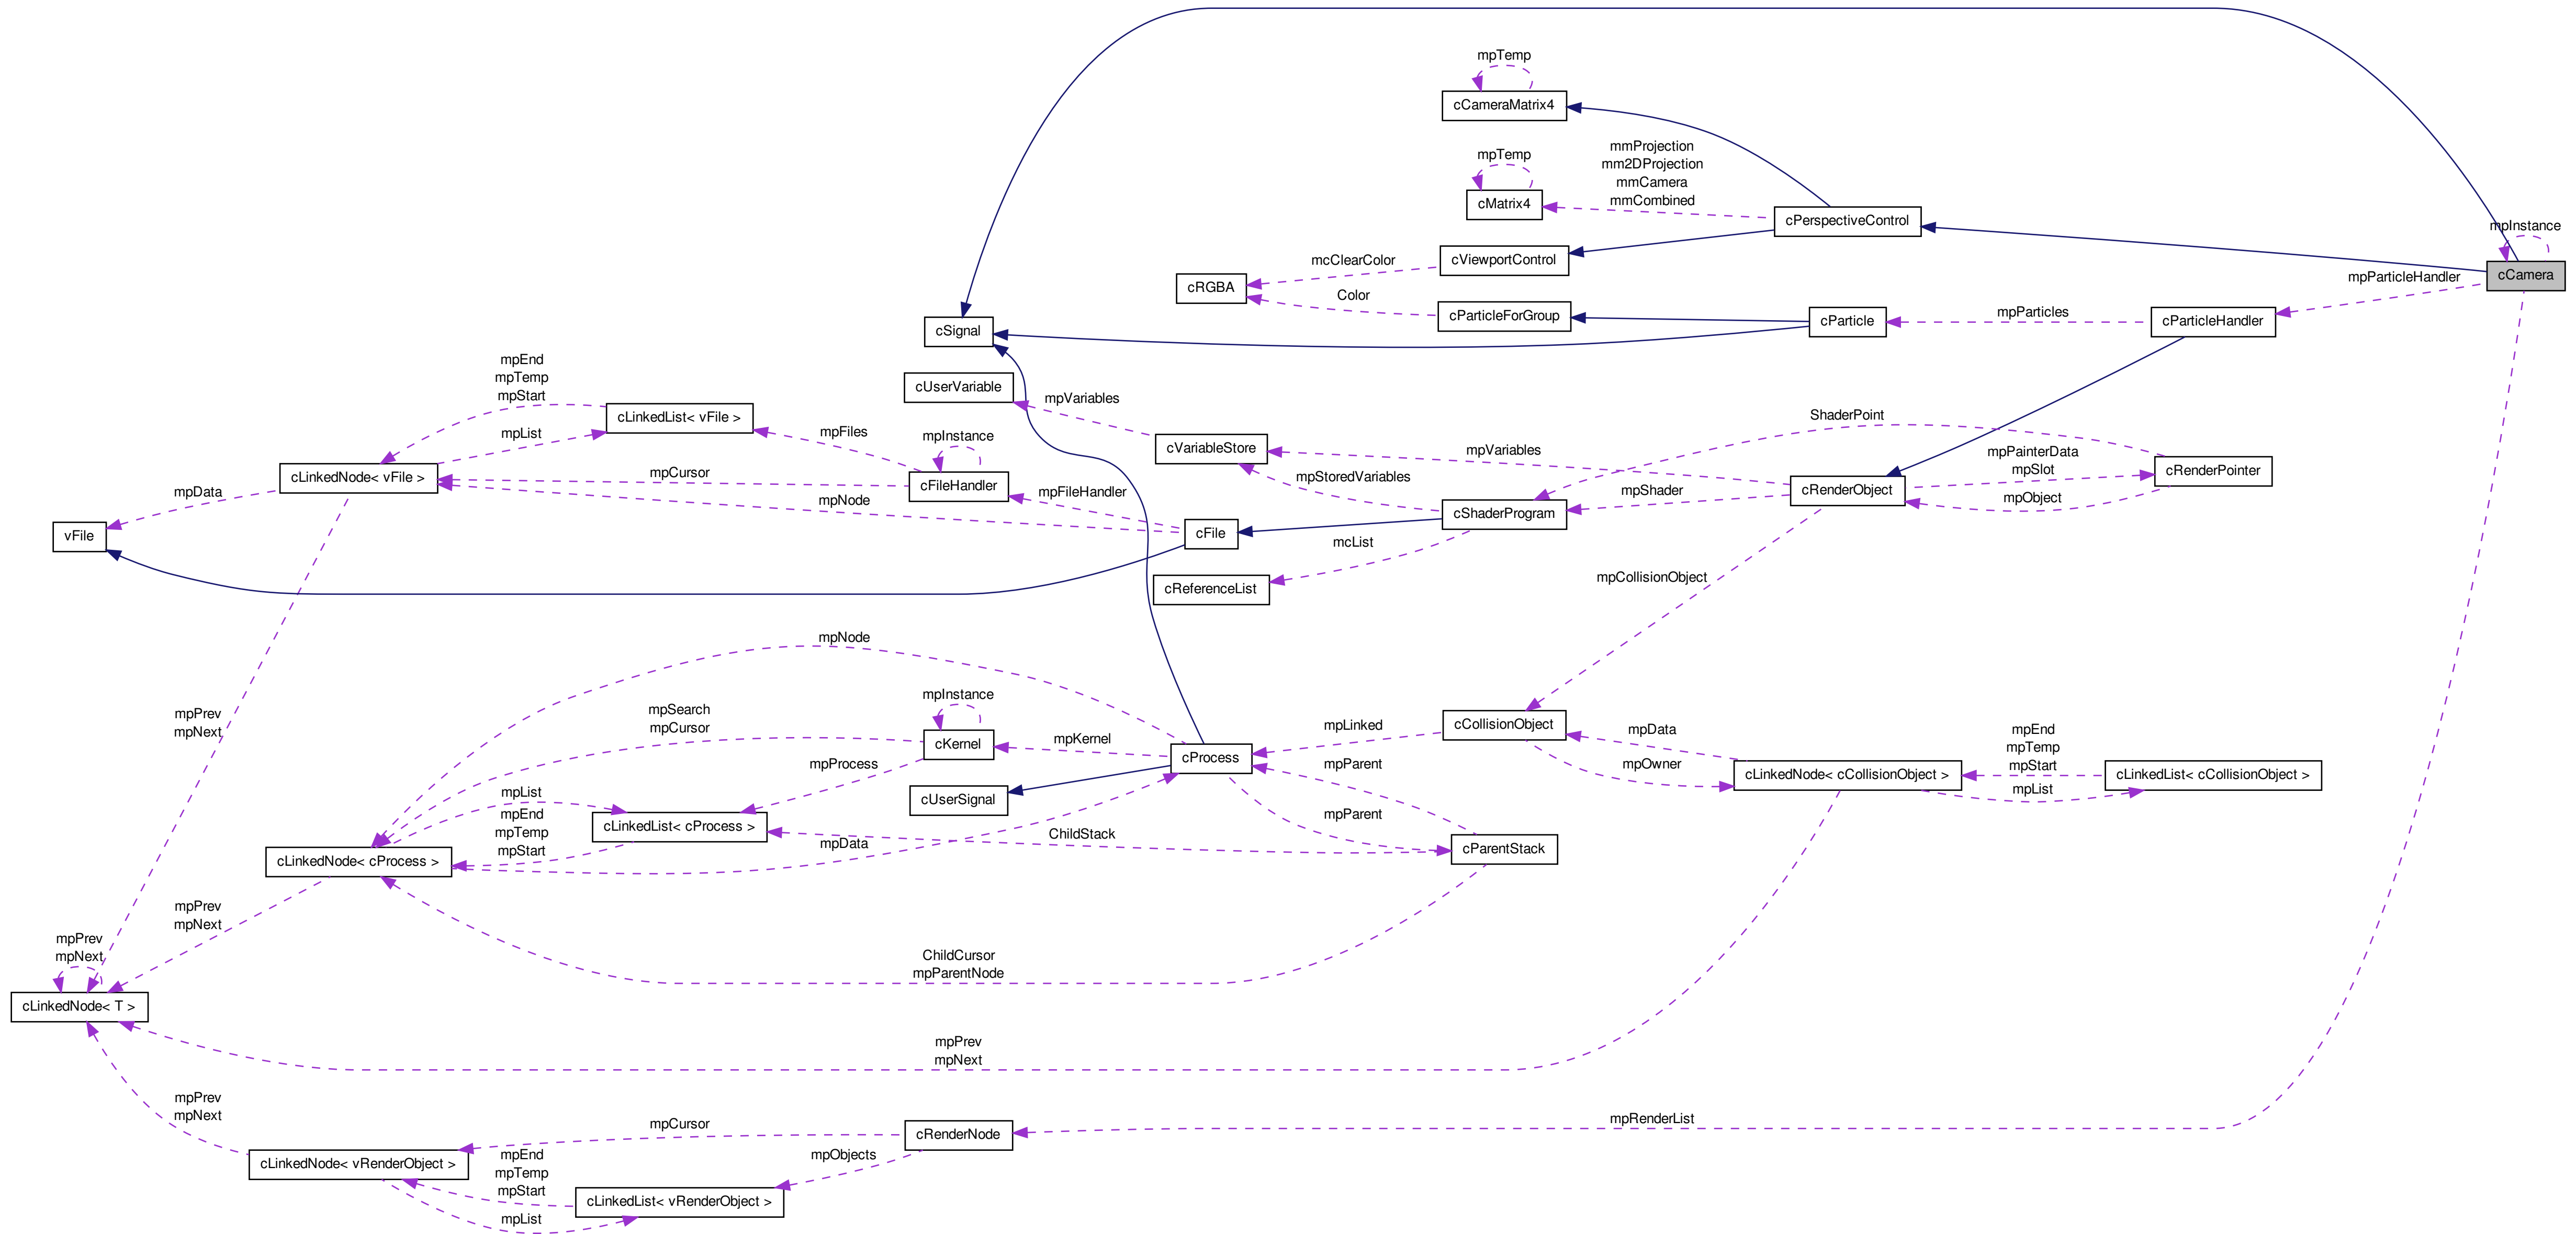 mpTemp
cCameraMatrix4
mmProjection
mm2DProjection
mmCamera
mmCombined
mpTemp
cMatrix4
cPerspectiveControl
mpInstance
cCamera
mcClearColor
cViewportControl
cRGBA
Color
cParticleForGroup
cParticle
mpParticles
cParticleHandler
mpParticleHandler
cSignal
cUserVariable
mpVariables
mpEnd
mpTemp
mpStart
cLinkedList< vFile >
mpFiles
mpInstance
mpList
cVariableStore
mpVariables
ShaderPoint
mpPainterData
mpSlot
cRenderPointer
cLinkedNode< vFile >
mpCursor
cFileHandler
mpStoredVariables
mpShader
cRenderObject
mpObject
mpData
mpNode
mpFileHandler
cShaderProgram
vFile
cFile
mcList
cReferenceList
mpCollisionObject
mpNode
mpPrev
mpNext
mpSearch
mpCursor
mpInstance
cKernel
mpKernel
mpLinked
cCollisionObject
mpData
mpEnd
mpTemp
mpStart
mpProcess
cProcess
mpParent
mpOwner
cLinkedNode< cCollisionObject >
mpList
cLinkedList< cCollisionObject >
mpList
cUserSignal
mpEnd
mpTemp
mpStart
cLinkedList< cProcess >
ChildStack
mpParent
mpData
cParentStack
cLinkedNode< cProcess >
mpPrev
mpNext
mpPrev
mpNext
ChildCursor
mpParentNode
cLinkedNode< T >
mpPrev
mpNext
mpPrev
mpNext
mpCursor
cRenderNode
mpRenderList
cLinkedNode< vRenderObject >
mpEnd
mpTemp
mpStart
mpObjects
cLinkedList< vRenderObject >
mpList